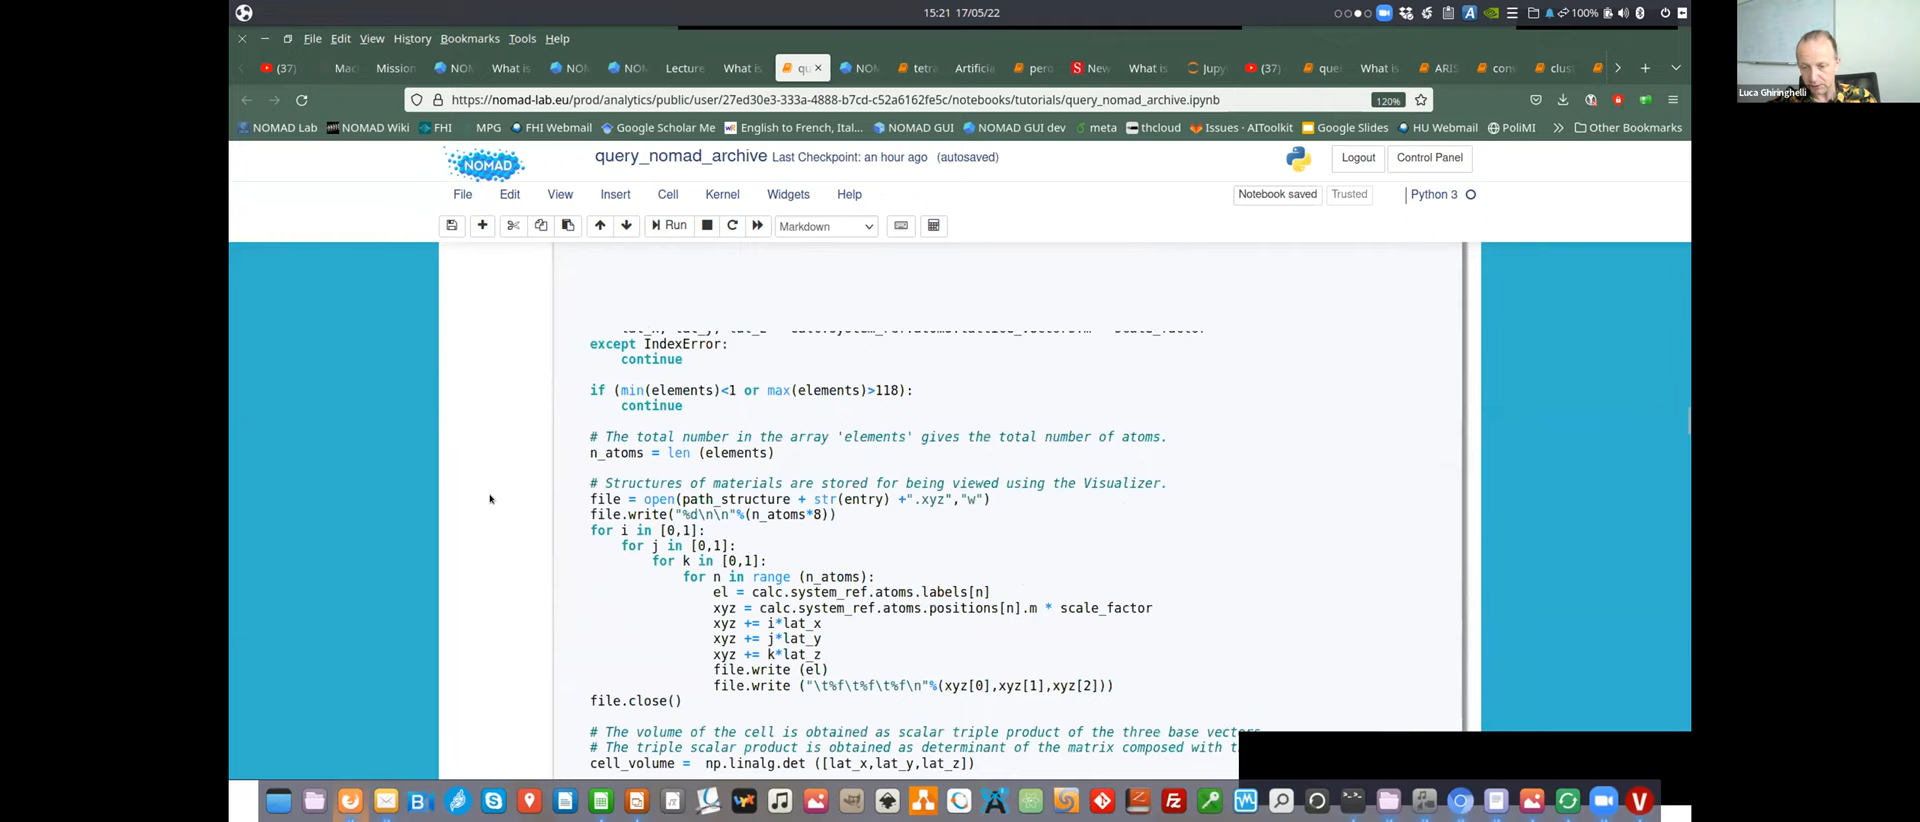 15:21 17/05/22
100%
File Edit View History Bookmarks Tools Help
(37) Mac Mission NOM What is NOM NOM Lecture What is qu NOM tetra Artificia pero New What is Jupy (37) que What is ARIS con clus
https://nomad-lab.eu/prod/analytics/public/user/27ed30e3-333a-4888-b7cd-c52a6162fe5c/notebooks/tutorials/query_nomad_archive.ipynb 120%
NOMAD Lab NOMAD Wiki FHI MPG FHI Webmail Google Scholar Me English to French, Ital... NOMAD GUI NOMAD GUI dev meta thcloud Issues · AIToolkit Google Slides HU Webmail PoliMI Other Bookmarks
Luca Ghiringhelli
NOMAD
query_nomad_archive Last Checkpoint: an hour ago (autosaved)
Logout Control Panel
File Edit View Insert Cell Kernel Widgets Help
Notebook saved Trusted Python 3
Run Markdown
except IndexError:
continue
if (min(elements)<1 or max(elements)>118):
continue
# The total number in the array 'elements' gives the total number of atoms.
n_atoms = len (elements)
# Structures of materials are stored for being viewed using the Visualizer.
file = open(path_structure + str(entry) +".xyz","w")
file.write("%d\n\n"%(n_atoms*8))
for i in [0,1]:
for j in [0,1]:
for k in [0,1]:
for n in range (n_atoms):
el = calc.system_ref.atoms.labels[n]
xyz = calc.system_ref.atoms.positions[n].m * scale_factor
xyz += i*lat_x
xyz += j*lat_y
xyz += k*lat_z
file.write (el)
file.write ("\t%f\t%f\t%f\n"%(xyz[0],xyz[1],xyz[2]))
file.close()
# The volume of the cell is obtained as scalar triple product of the three base vectors
# The triple scalar product is obtained as determinant of the matrix composed with t
cell_volume = np.linalg.det ([lat_x,lat_y,lat_z])